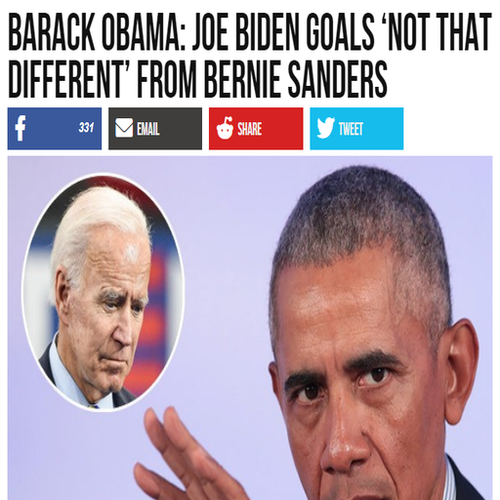 BARACK OBAMA: JOE BIDEN GOALS ‘NOT THAT
DIFFERENT’ FROM BERNIE SANDERS
f 331 EMAIL SHARE TWEET